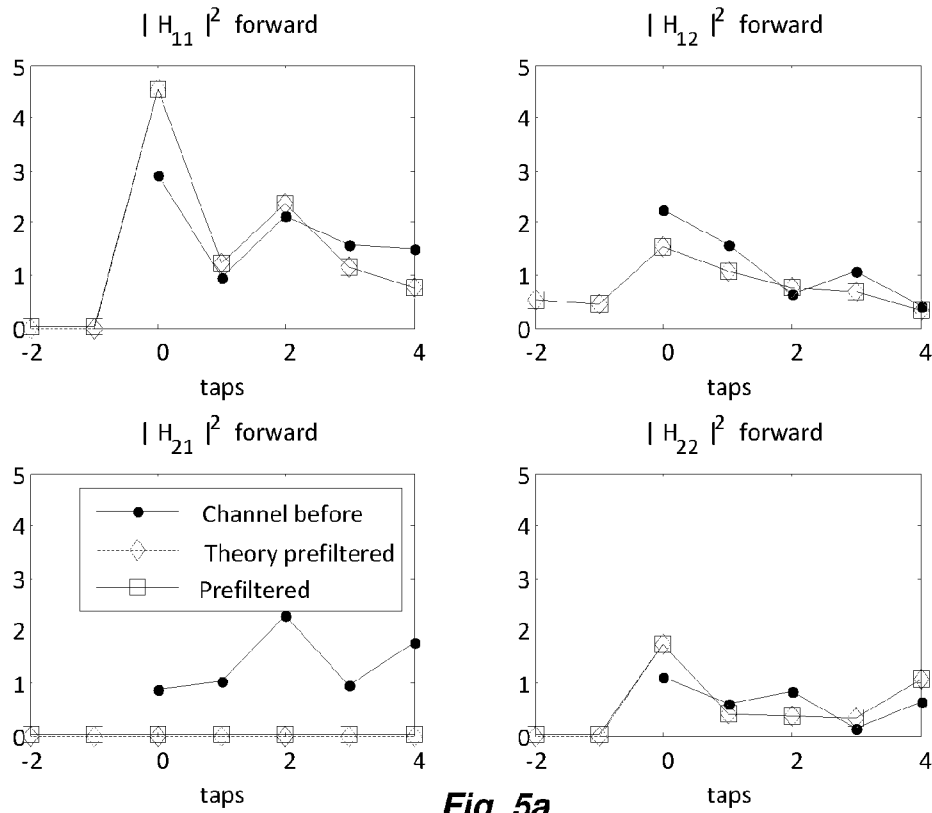 | H11 |2 forward
5
4
3
2
1
0
-2 0 2 4
taps
| H12 |2 forward
5
4
3
2
1
0
-2 0 2 4
taps
| H21 |2 forward
5
4
3
2
1
0
-2 0 2 4
taps
Channel before
Theory prefiltered
Prefiltered
| H22 |2 forward
5
4
3
2
1
0
-2 0 2 4
taps
Fig. 5a